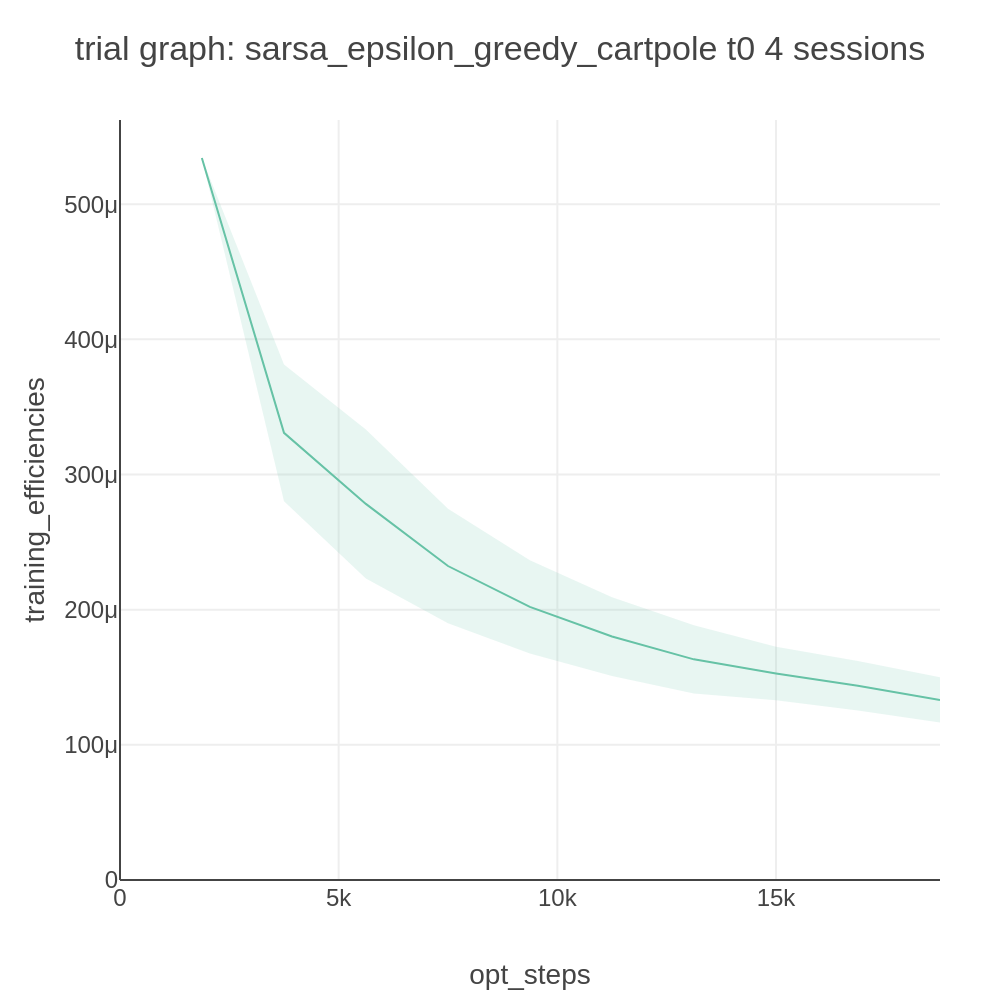 trial graph: sarsa_epsilon_greedy_cartpole t0 4 sessions
500μ
400μ
300μ
200μ
100μ
0
training_efficiencies
0
5k
10k
15k
opt_steps